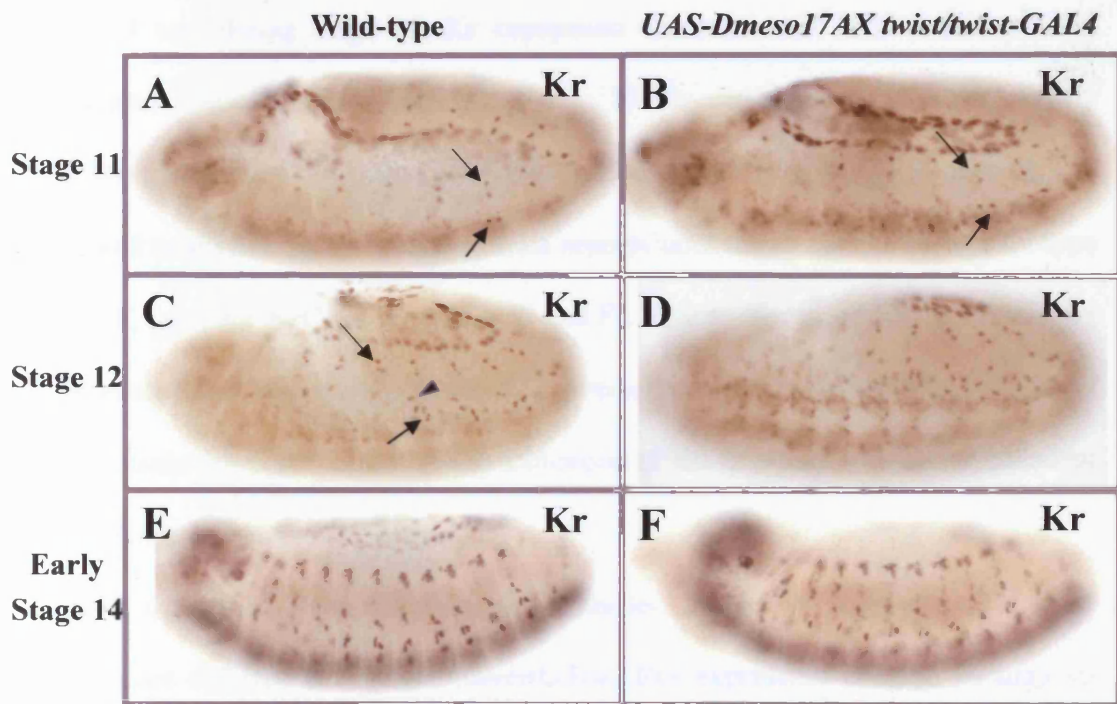 Wild-type UAS-Dmeso17AX twist/twist-GAL4
Stage 11
A Kr B Kr
Stage 12
C Kr D Kr
Early
Stage 14
E Kr F Kr